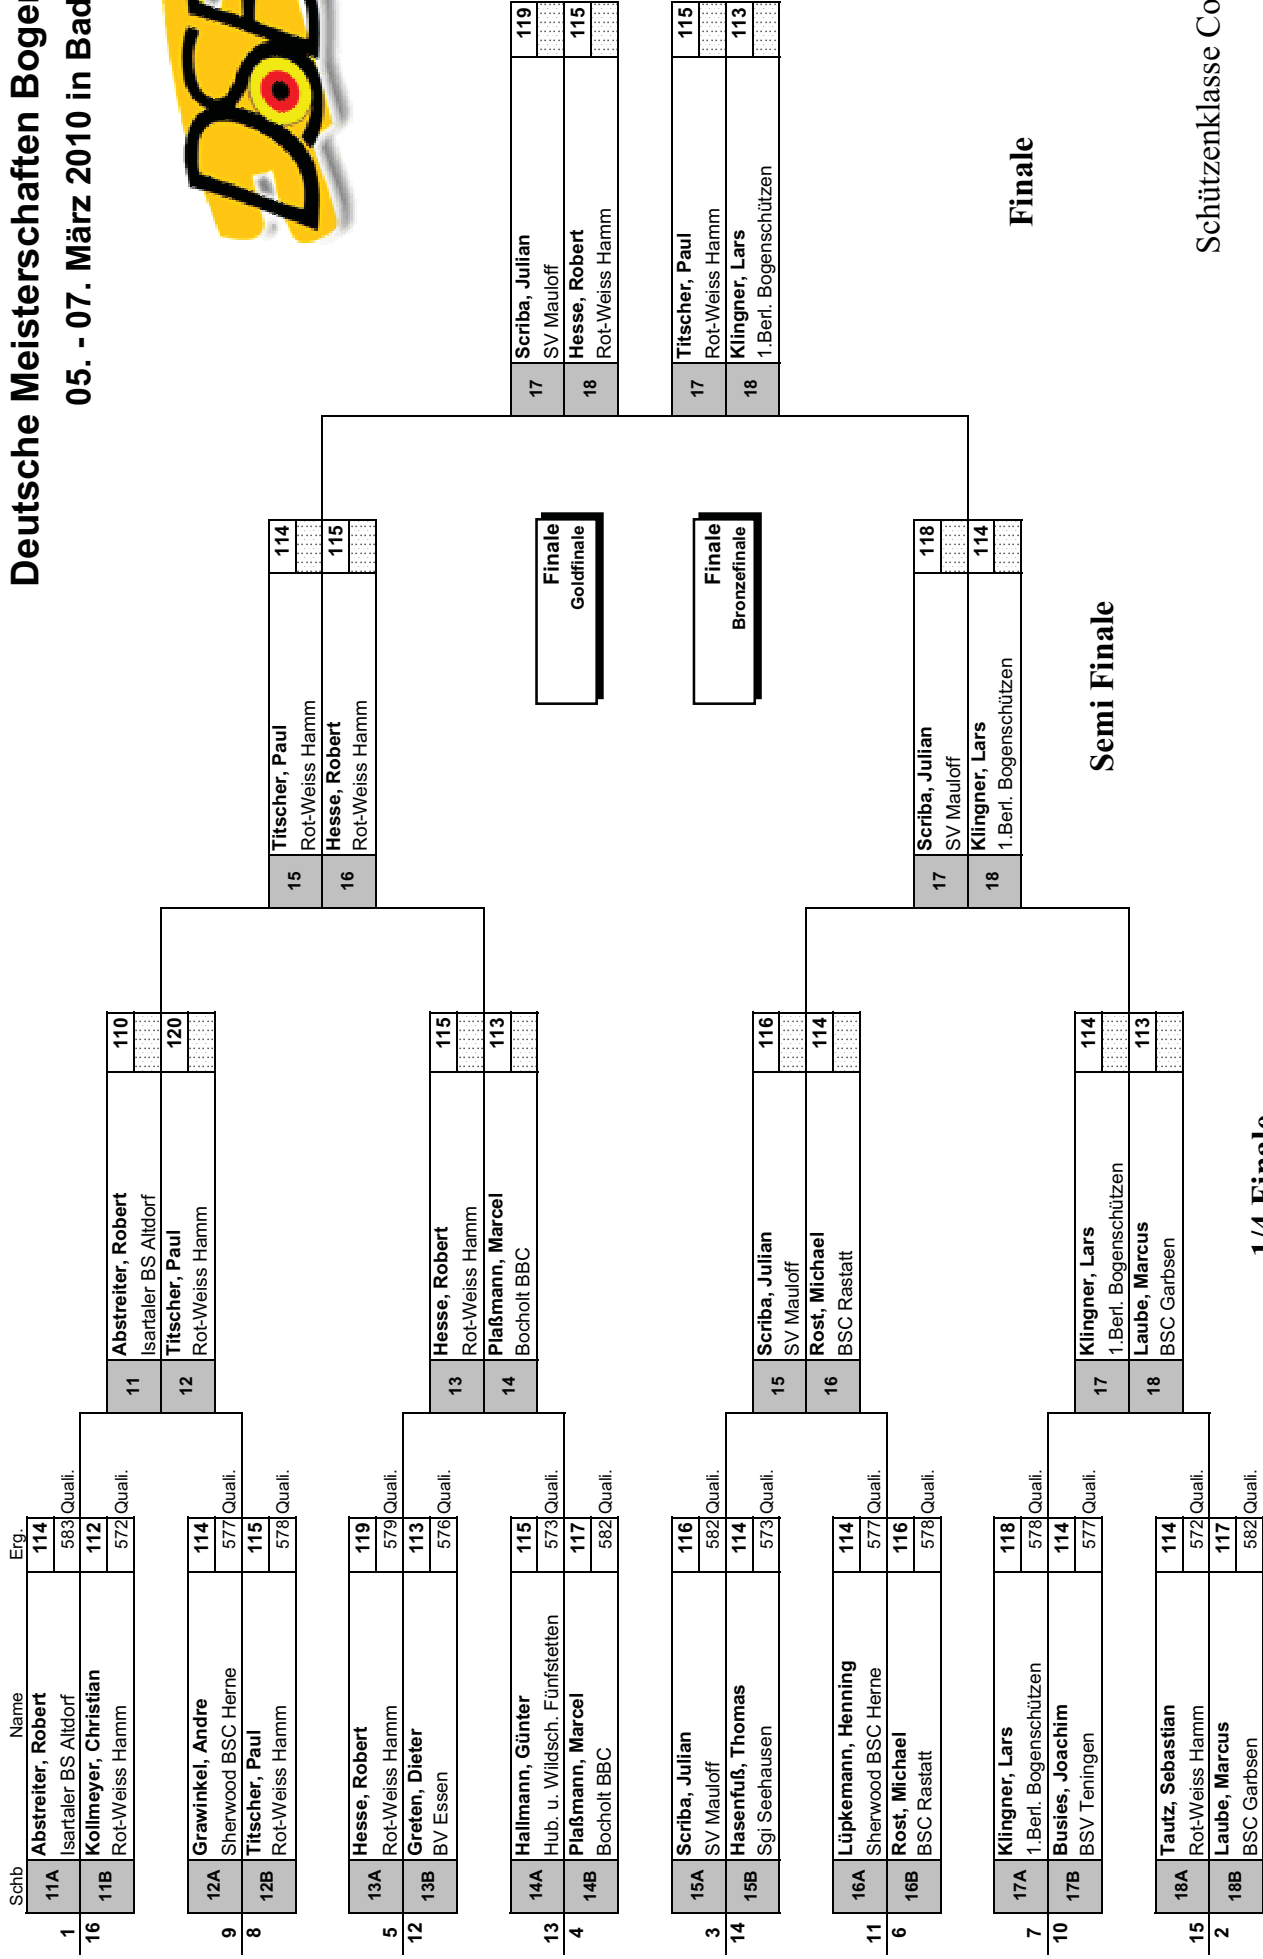 Deutsche Meisterschaften Boge
05. - 07. März 2010 in Bad
DSB
Schb Name Erg.
1 11A Abstreiter, Robert 114
Isartaler BS Altdorf 583 Quali.
16 11B Kollmeyer, Christian 112
Rot-Weiss Hamm 572 Quali.
9 12A Grawinkel, Andre 114
Sherwood BSC Herne 577 Quali.
8 12B Titscher, Paul 115
Rot-Weiss Hamm 578 Quali.
5 13A Hesse, Robert 119
Rot-Weiss Hamm 579 Quali.
12 13B Greten, Dieter 113
BV Essen 576 Quali.
13 14A Hallmann, Günter 115
Hub. u. Wildsch. Fünfstetten 573 Quali.
4 14B Plaßmann, Marcel 117
Bocholt BBC 582 Quali.
3 15A Scriba, Julian 116
SV Mauloff 582 Quali.
14 15B Hasenfuß, Thomas 114
Sgi Seehausen 573 Quali.
11 16A Lüpkemann, Henning 114
Sherwood BSC Herne 577 Quali.
6 16B Rost, Michael 116
BSC Rastatt 578 Quali.
7 17A Klingner, Lars 118
1.Berl. Bogenschützen 578 Quali.
10 17B Busies, Joachim 114
BSV Teningen 577 Quali.
15 18A Tautz, Sebastian 114
Rot-Weiss Hamm 572 Quali.
2 18B Laube, Marcus 117
BSC Garbsen 582 Quali.
11 Abstreiter, Robert 110
Isartaler BS Altdorf
12 Titscher, Paul 120
Rot-Weiss Hamm
13 Hesse, Robert 115
Rot-Weiss Hamm
14 Plaßmann, Marcel 113
Bocholt BBC
15 Scriba, Julian 116
SV Mauloff
16 Rost, Michael 114
BSC Rastatt
17 Klingner, Lars 114
1.Berl. Bogenschützen
18 Laube, Marcus 113
BSC Garbsen
1/4 Finale
15 Titscher, Paul 114
Rot-Weiss Hamm
16 Hesse, Robert 115
Rot-Weiss Hamm
17 Scriba, Julian 118
SV Mauloff
18 Klingner, Lars 114
1.Berl. Bogenschützen
Semi Finale
Finale
Goldfinale
Finale
Bronzefinale
17 Scriba, Julian 119
SV Mauloff
18 Hesse, Robert 115
Rot-Weiss Hamm
17 Titscher, Paul 115
Rot-Weiss Hamm
18 Klingner, Lars 113
1.Berl. Bogenschützen
Finale
Schützenklasse Co